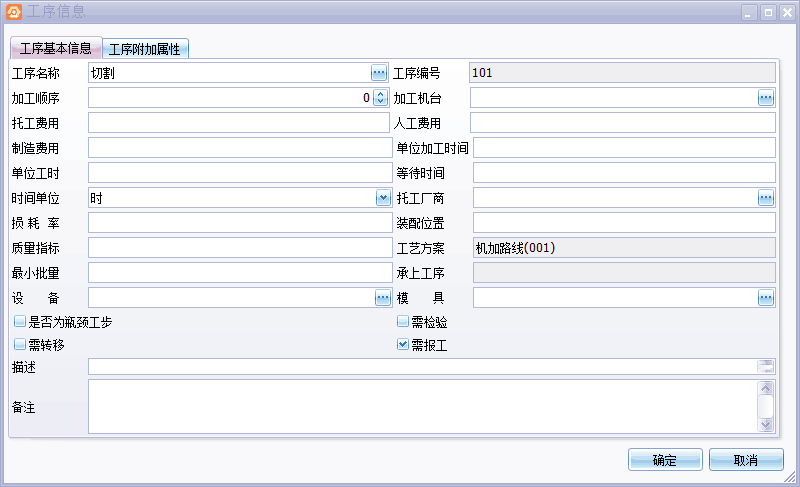 工序信息
工序基本信息 工序附加属性
工序名称 切割 工序编号 101
加工顺序 0 加工机台
托工费用 人工费用
制造费用 单位加工时间
单位工时 等待时间
时间单位 时 托工厂商
损 耗 率 装配位置
质量指标 工艺方案 机加路线(001)
最小批量 承上工序
设 备 模 具
是否为瓶颈工步 需检验
需转移 需报工
描述
备注
确定 取消